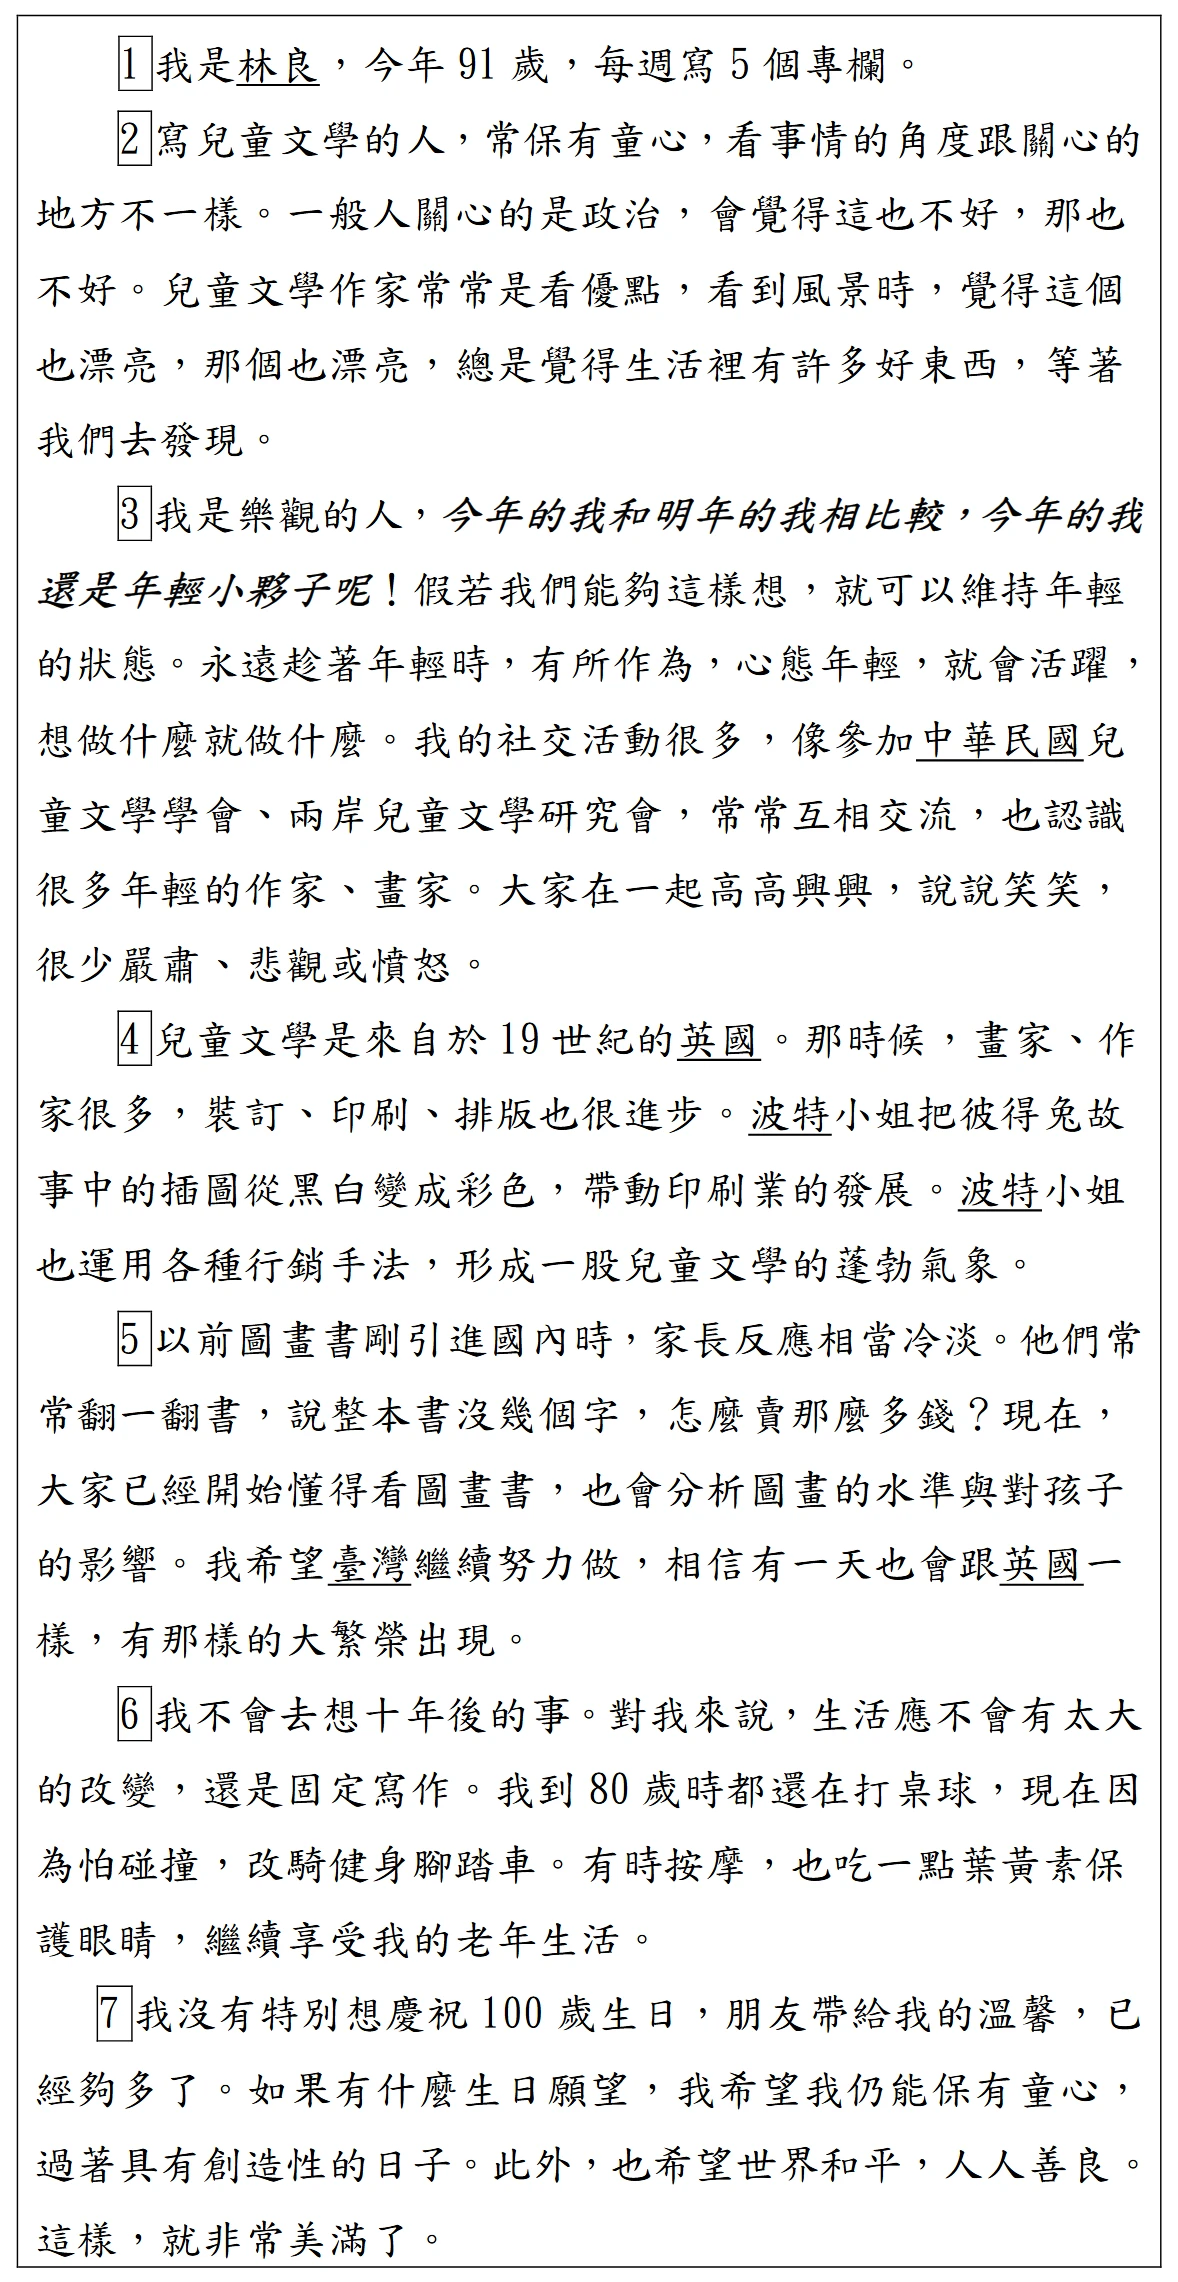 1我是林良，今年 91 歲，每週寫 5 個專欄。
2寫兒童文學的人，常保有童心，看事情的角度跟關心的
地方不一樣。一般人關心的是政治，會覺得這也不好，那也
不好。兒童文學作家常常是看優點，看到風景時，覺得這個
也漂亮，那個也漂亮，總是覺得生活裡有許多好東西，等著
我們去發現。
3我是樂觀的人，今年的我和明年的我相比較，今年的我
還是年輕小夥子呢！假若我們能夠這樣想，就可以維持年輕
的狀態。永遠趁著年輕時，有所作為，心態年輕，就會活躍，
想做什麼就做什麼。我的社交活動很多，像參加中華民國兒
童文學學會、兩岸兒童文學研究會，常常互相交流，也認識
很多年輕的作家、畫家。大家在一起高高興興，說說笑笑，
很少嚴肅、悲觀或憤怒。
4兒童文學是來自於 19 世紀的英國。那時候，畫家、作
家很多，裝訂、印刷、排版也很進步。波特小姐把彼得兔故
事中的插圖從黑白變成彩色，帶動印刷業的發展。波特小姐
也運用各種行銷手法，形成一股兒童文學的蓬勃氣象。
5以前圖畫書剛引進國內時，家長反應相當冷淡。他們常
常翻一翻書，說整本書沒幾個字，怎麼賣那麼多錢？現在，
大家已經開始懂得看圖畫書，也會分析圖畫的水準與對孩子
的影響。我希望臺灣繼續努力做，相信有一天也會跟英國一
樣，有那樣的大繁榮出現。
6我不會去想十年後的事。對我來說，生活應不會有太大
的改變，還是固定寫作。我到 80 歲時都還在打桌球，現在因
為怕碰撞，改騎健身腳踏車。有時按摩，也吃一點葉黃素保
護眼睛，繼續享受我的老年生活。
7我沒有特別想慶祝 100 歲生日，朋友帶給我的溫馨，已
經夠多了。如果有什麼生日願望，我希望我仍能保有童心，
過著具有創造性的日子。此外，也希望世界和平，人人善良。
這樣，就非常美滿了。